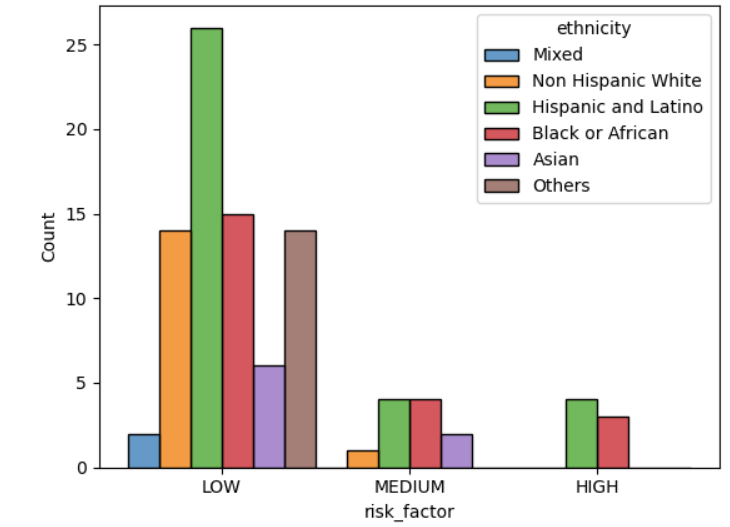 ethnicity
Mixed
Non Hispanic White
Hispanic and Latino
Black or African
Asian
Others
25
20
15
10
5
0
Count
LOW
MEDIUM
HIGH
risk_factor